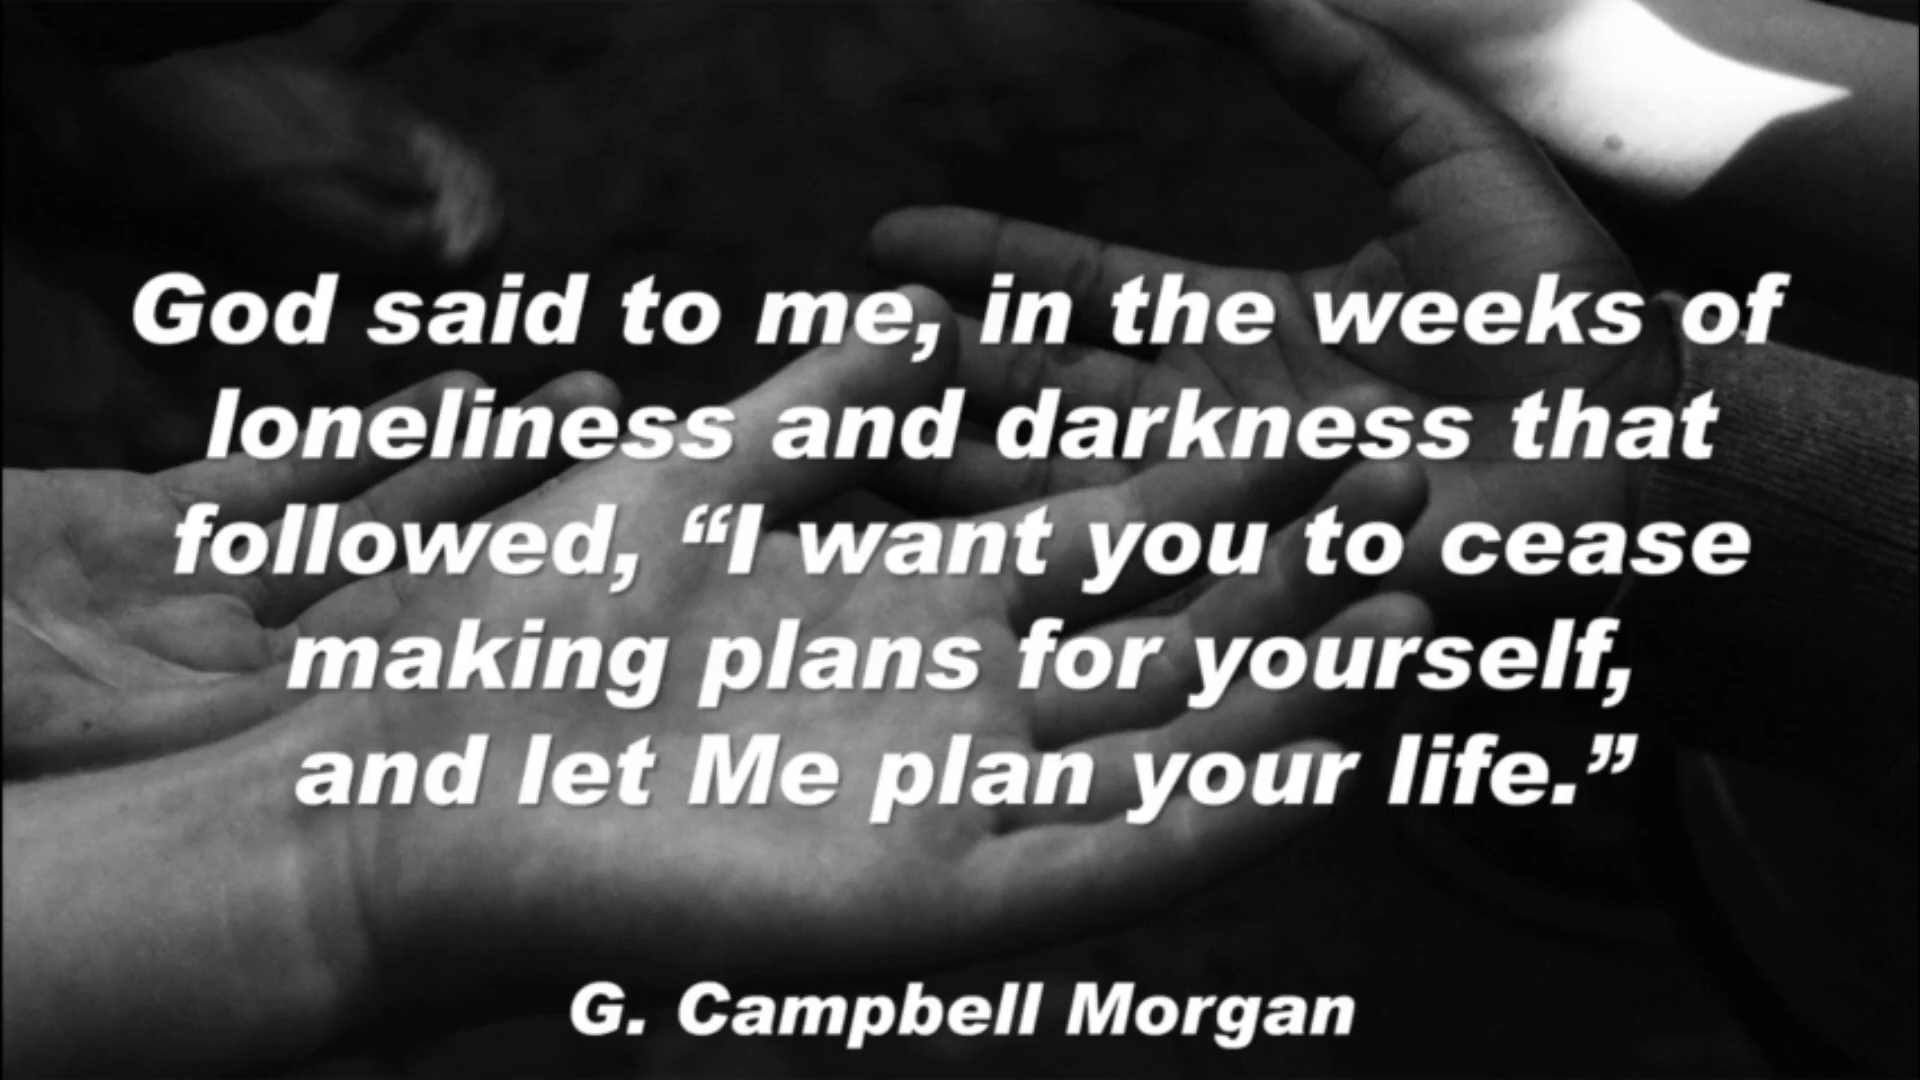 God said to me, in the weeks of
loneliness and darkness that
followed, “I want you to cease
making plans for yourself,
and let Me plan your life.”
G. Campbell Morgan